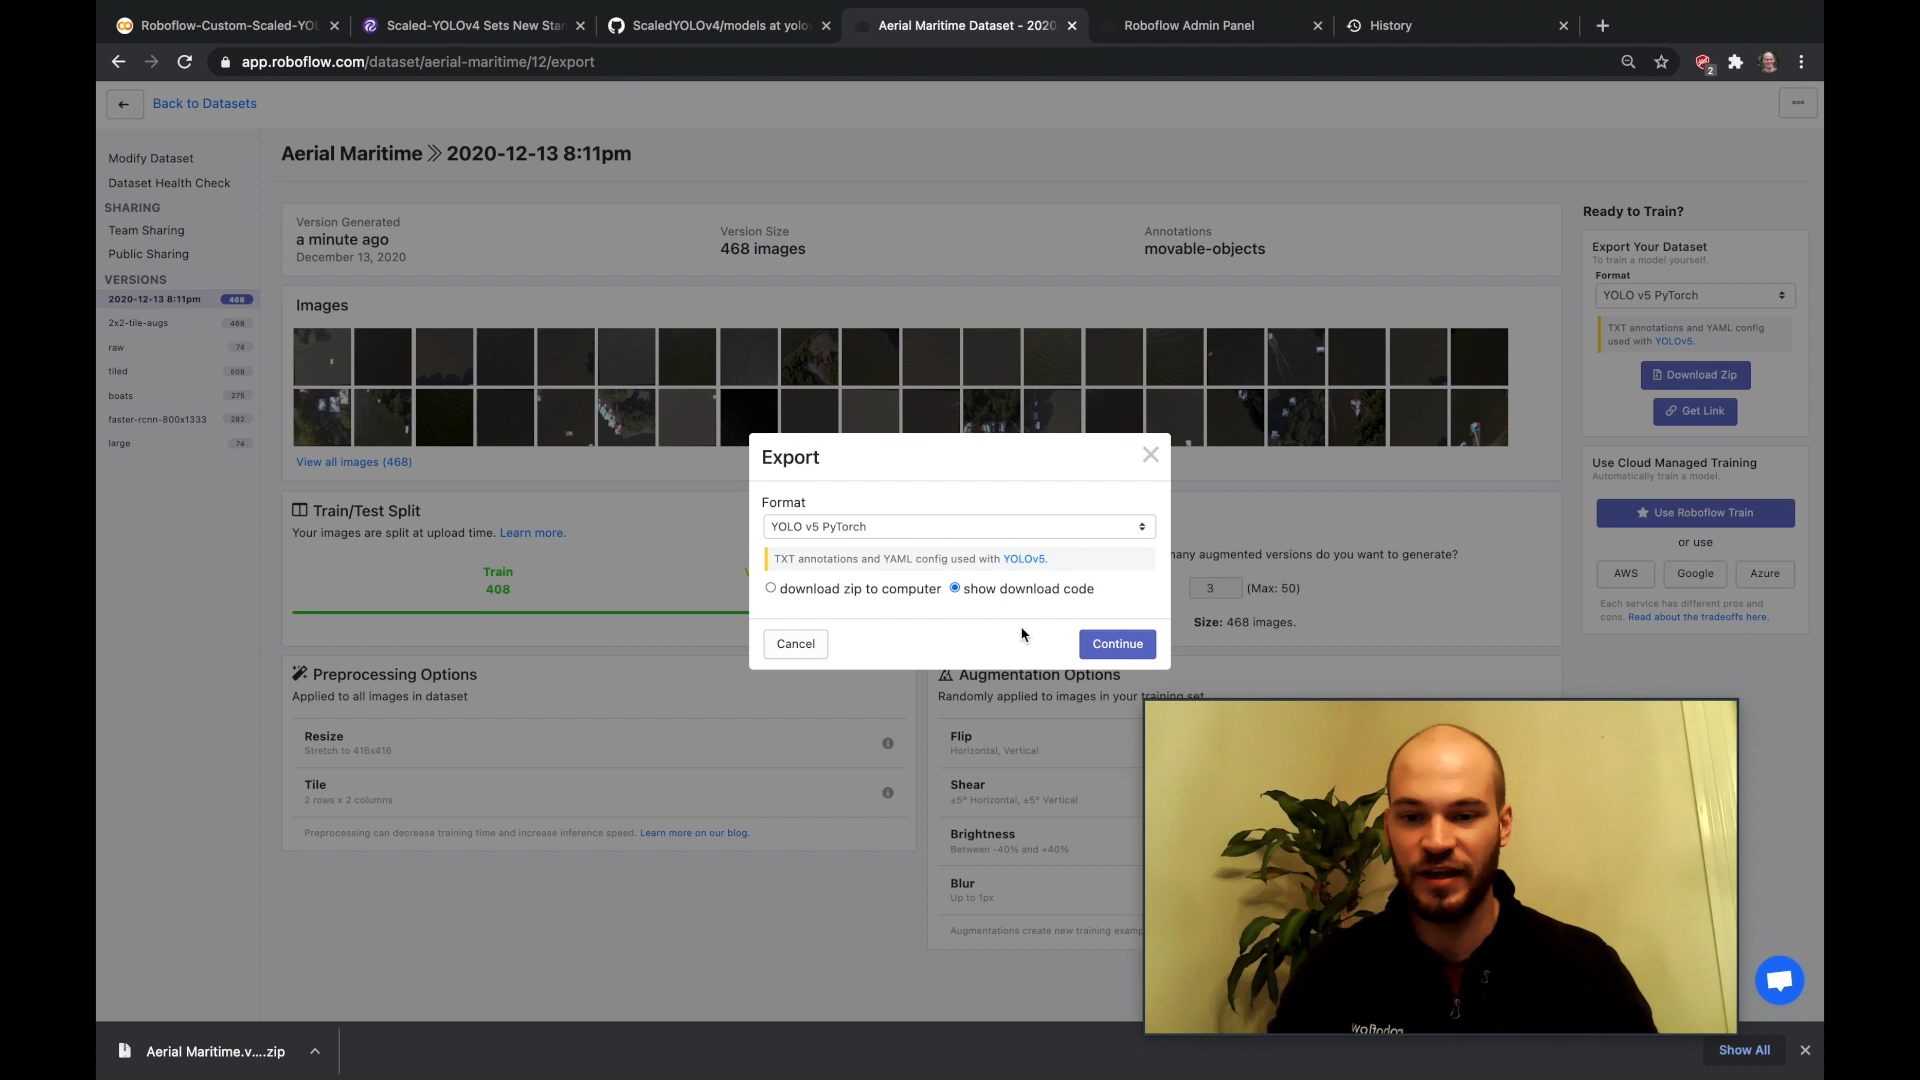 Roboflow-Custom-Scaled-YOL
Scaled-YOLOv4 Sets New Stan
ScaledYOLOv4/models at yolo
Aerial Maritime Dataset - 2020
Roboflow Admin Panel
History
app.roboflow.com/dataset/aerial-maritime/12/export
2
Back to Datasets
Modify Dataset
Dataset Health Check
SHARING
Team Sharing
Public Sharing
VERSIONS
2020-12-13 8:11pm 468
2x2-tile-augs 468
raw 74
tiled 508
boats 275
faster-rcnn-800x1333 282
large 74
Aerial Maritime 2020-12-13 8:11pm
Version Generated
a minute ago
December 13, 2020
Version Size
468 images
Annotations
movable-objects
Images
View all images (468)
Train/Test Split
Your images are split at upload time. Learn more.
Train
408
any augmented versions do you want to generate?
3 (Max: 50)
Size: 468 images.
Export
Format
YOLO v5 PyTorch
TXT annotations and YAML config used with YOLOv5.
download zip to computer show download code
Cancel Continue
Preprocessing Options
Applied to all images in dataset
Resize
Stretch to 416x416
Tile
2 rows x 2 columns
Preprocessing can decrease training time and increase inference speed. Learn more on our blog.
Augmentation Options
Randomly applied to images in your training set
Flip
Horizontal, Vertical
Shear
±5° Horizontal, ±5° Vertical
Brightness
Between -40% and +40%
Blur
Up to 1px
Augmentations create new training examp
Ready to Train?
Export Your Dataset
To train a model yourself.
Format
YOLO v5 PyTorch
TXT annotations and YAML config
used with YOLOv5.
Download Zip
Get Link
Use Cloud Managed Training
Automatically train a model.
Use Roboflow Train
or use
AWS Google Azure
Each service has different pros and
cons. Read about the tradeoffs here.
Aerial Maritime.v....zip
Show All